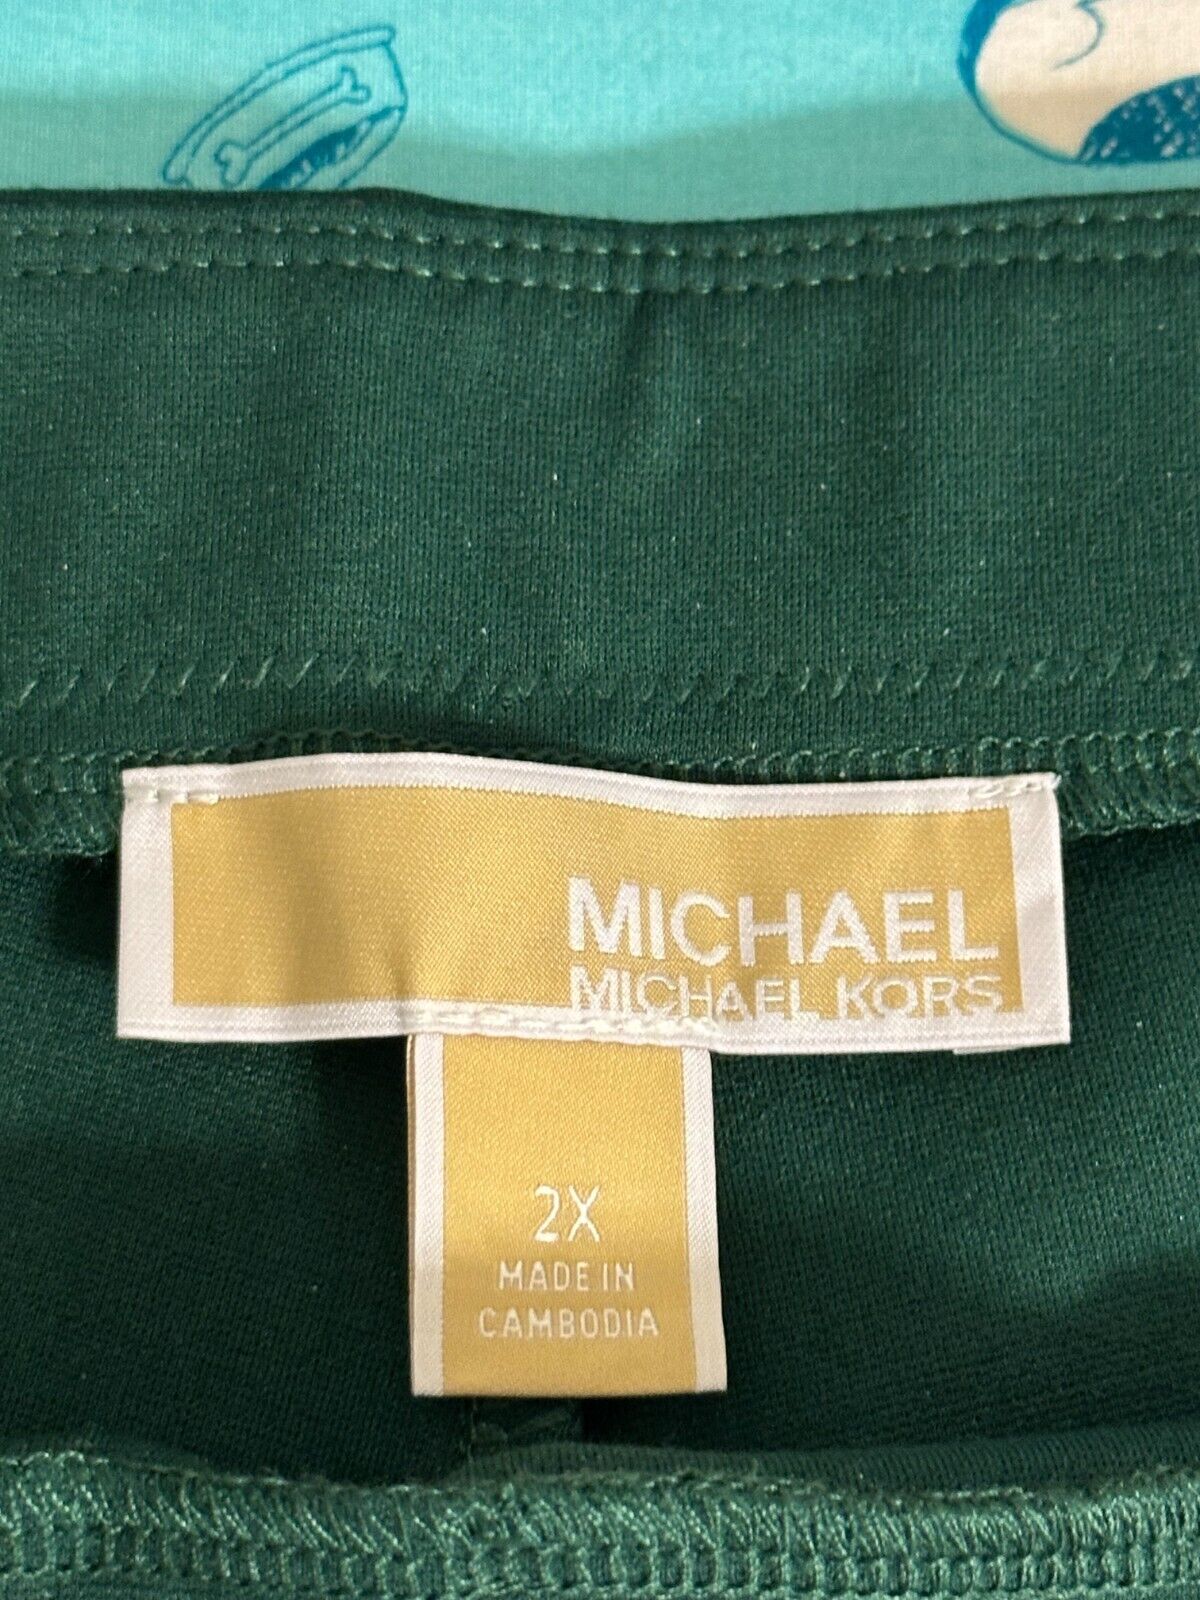 MICHAEL
MICHAEL KORS
2X
MADE IN
CAMBODIA